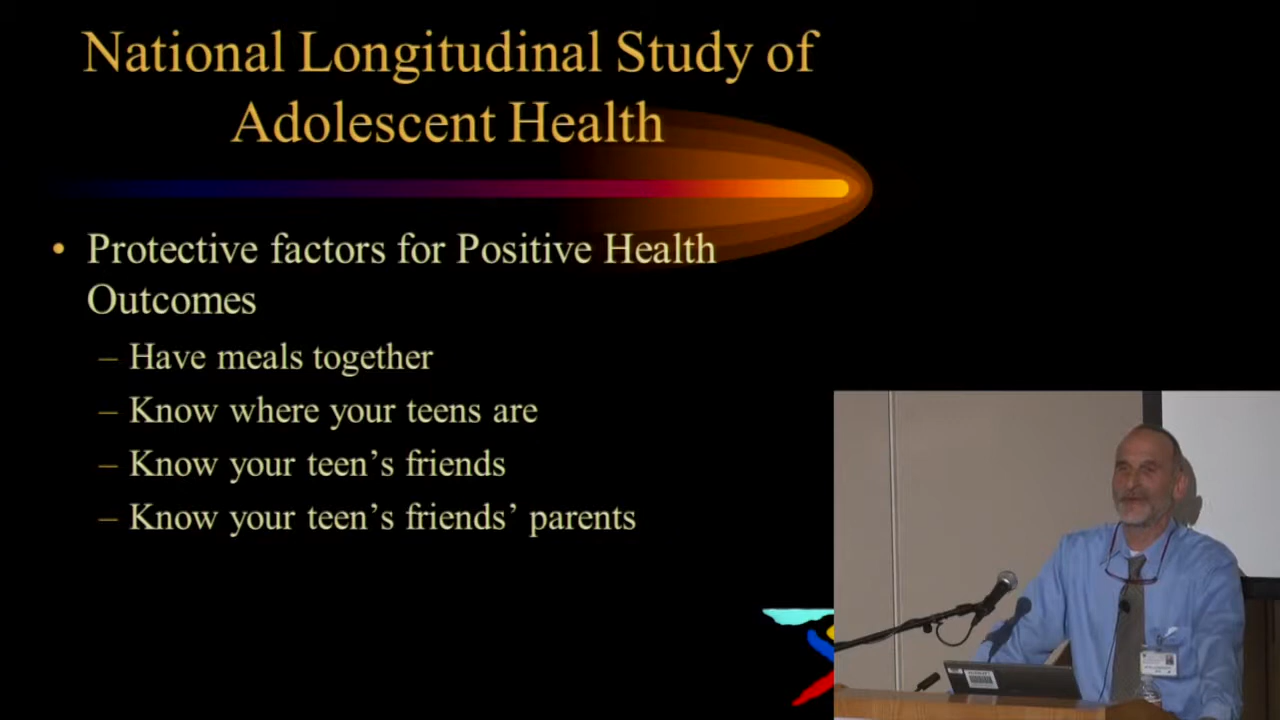 National Longitudinal Study of
Adolescent Health
• Protective factors for Positive Health
Outcomes
– Have meals together
– Know where your teens are
– Know your teen's friends
– Know your teen's friends' parents